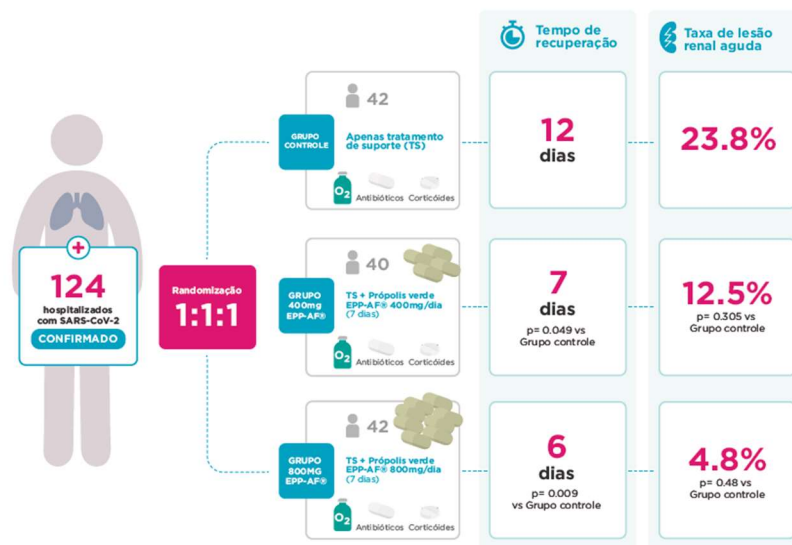 Tempo de
recuperação
Taxa de lesão
renal aguda
124
hospitalizados
com SARS-CoV-2
CONFIRMADO
Randomização
1:1:1
GRUPO
CONTROLE
42
Apenas tratamento
de suporte (TS)
O2
Antibióticos
Corticóides
12
dias
23.8%
GRUPO
400mg
EPP-AF®
40
TS + Própolis verde
EPP-AF® 400mg/dia
(7 dias)
O2
Antibióticos
Corticóides
7
dias
p= 0.049 vs
Grupo controle
12.5%
p= 0.305 vs
Grupo controle
GRUPO
800MG
EPP-AF®
42
TS + Própolis verde
EPP-AF® 800mg/dia
(7 dias)
O2
Antibióticos
Corticóides
6
dias
p= 0.009
vs Grupo controle
4.8%
p= 0.48 vs
Grupo controle